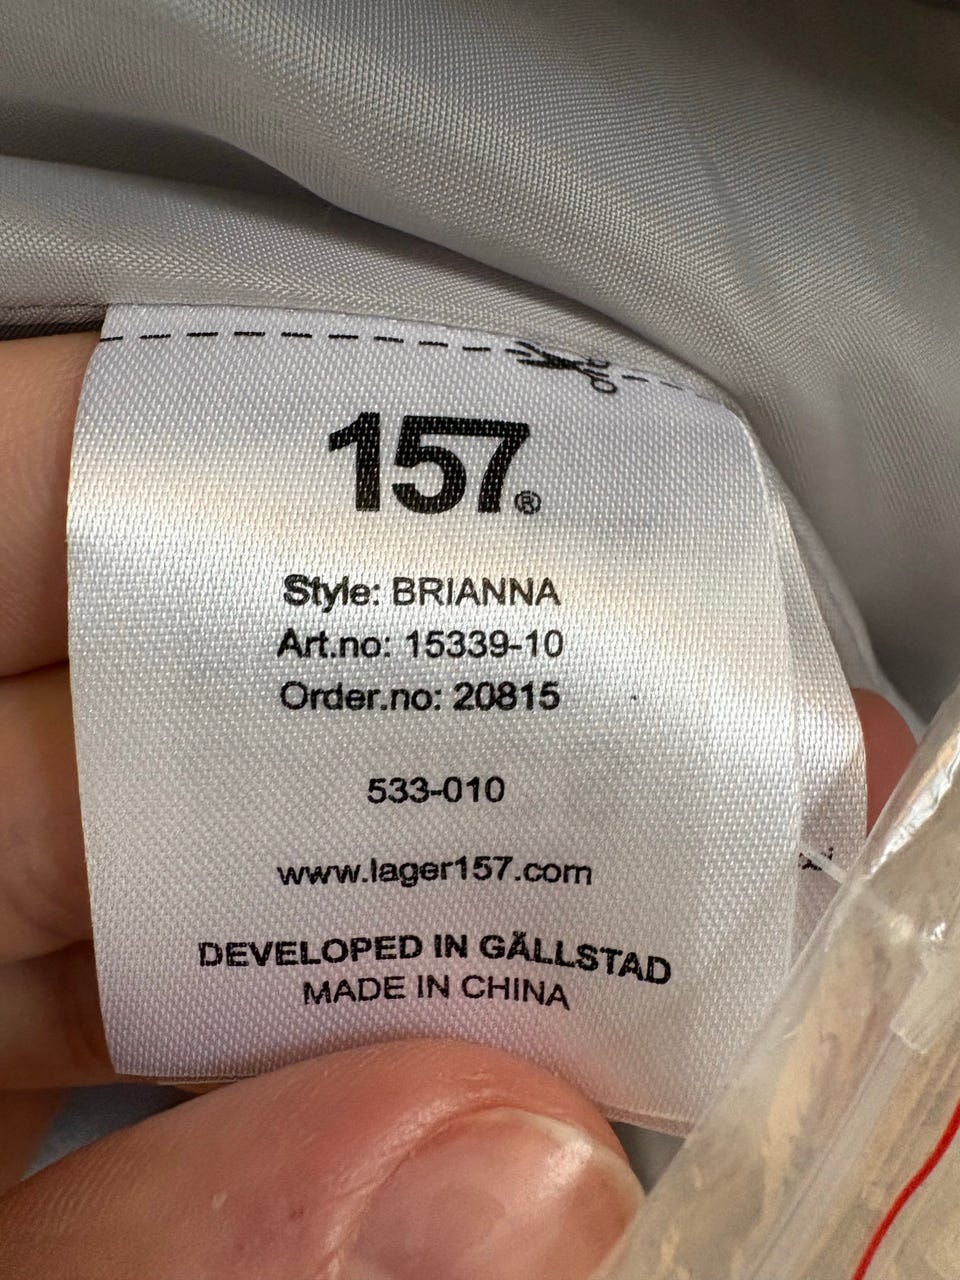 157®
Style: BRIANNA
Art.no: 15339-10
Order.no: 20815
533-010
www.lager157.com
DEVELOPED IN GÄLLSTAD
MADE IN CHINA